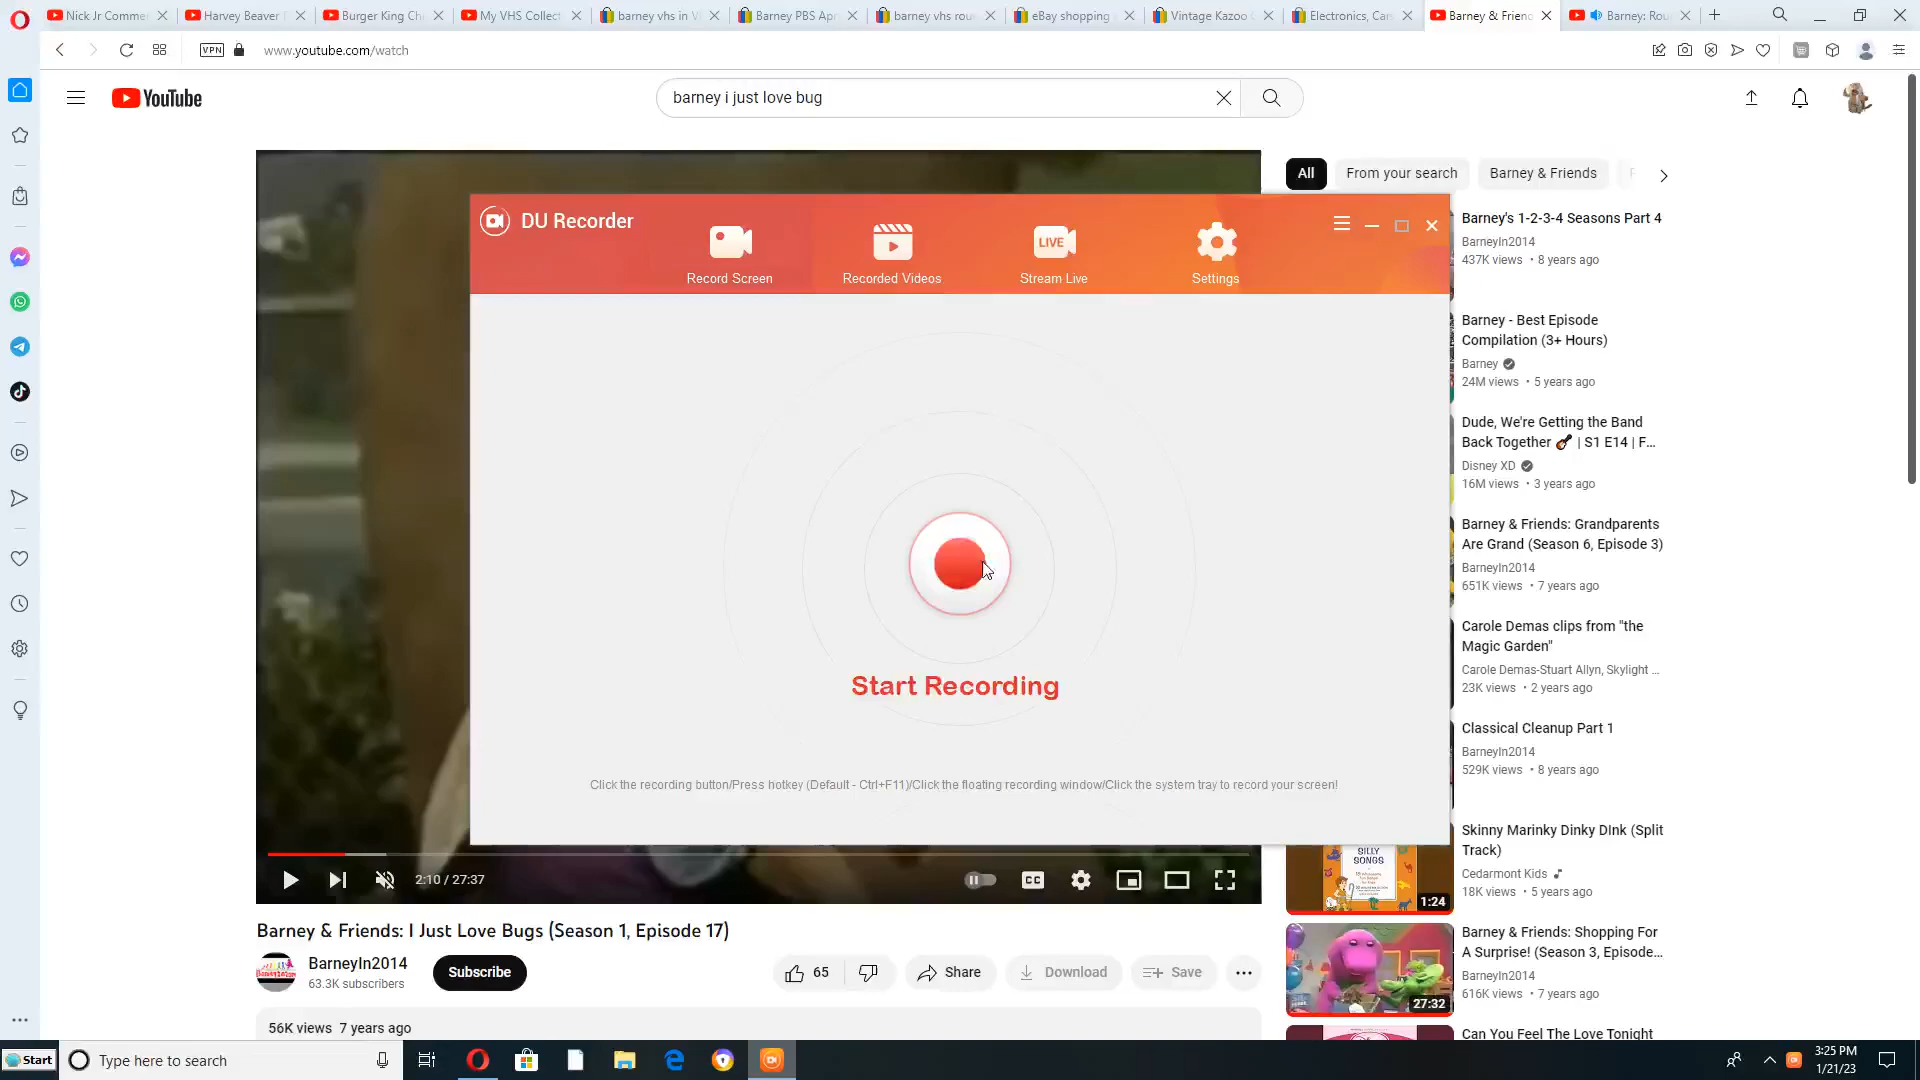 Nick Jr Comme
Harvey Beaver
Burger King Ch
My VHS Collect
barney vhs in V
Barney PBS Apr
barney vhs rou
eBay shopping
Vintage Kazoo
Electronics, Cars
Barney & Frien
Barney: Rou
VPN
www.youtube.com/watch
YouTube
barney i just love bug
All
From your search
Barney & Friends
DU Recorder
Record Screen
Recorded Videos
LIVE
Stream Live
Settings
Start Recording
Click the recording button/Press hotkey (Default - Ctrl+F11)/Click the floating recording window/Click the system tray to record your screen!
2:10 / 27:37
CC
Barney & Friends: I Just Love Bugs (Season 1, Episode 17)
BarneyIn2014
63.3K subscribers
Subscribe
65
Share
Download
Save
56K views 7 years ago
Barney's 1-2-3-4 Seasons Part 4
BarneyIn2014
437K views • 8 years ago
Barney - Best Episode
Compilation (3+ Hours)
Barney
24M views • 5 years ago
Dude, We're Getting the Band
Back Together 🎸 | S1 E14 | F...
Disney XD
16M views • 3 years ago
Barney & Friends: Grandparents
Are Grand (Season 6, Episode 3)
BarneyIn2014
651K views • 7 years ago
Carole Demas clips from "the
Magic Garden"
Carole Demas-Stuart Allyn, Skylight ...
23K views • 2 years ago
Classical Cleanup Part 1
BarneyIn2014
529K views • 8 years ago
SILLY
SONGS
1:24
Skinny Marinky Dinky DInk (Split
Track)
Cedarmont Kids
18K views • 5 years ago
27:32
Barney & Friends: Shopping For
A Surprise! (Season 3, Episode...
BarneyIn2014
616K views • 7 years ago
Can You Feel The Love Tonight
Start
Type here to search
3:25 PM
1/21/23